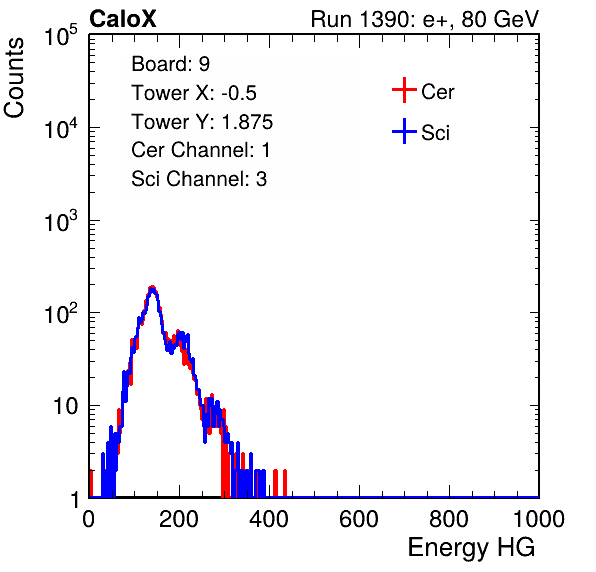 CaloX Run 1390: e+, 80 GeV
Counts
Board: 9
Tower X: -0.5
Tower Y: 1.875
Cer Channel: 1
Sci Channel: 3
Cer
Sci
10^5
10^4
10^3
10^2
10
1
0 200 400 600 800 1000
Energy HG